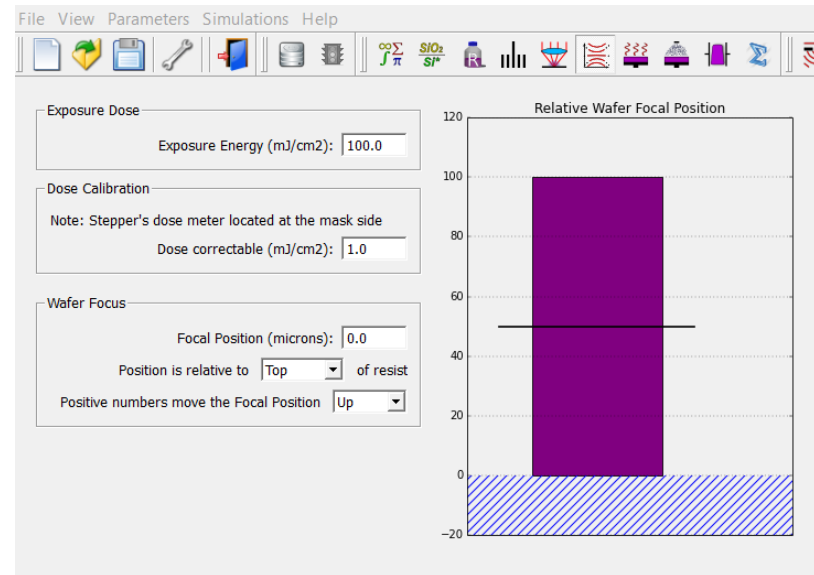 File View Parameters Simulations Help
∞Σ
∫π
SIO₂
SI*
R
Σ
Exposure Dose
Exposure Energy (mJ/cm2): 100.0
Dose Calibration
Note: Stepper's dose meter located at the mask side
Dose correctable (mJ/cm2): 1.0
Wafer Focus
Focal Position (microns): 0.0
Position is relative to Top of resist
Positive numbers move the Focal Position Up
Relative Wafer Focal Position
120
100
80
60
40
20
0
−20